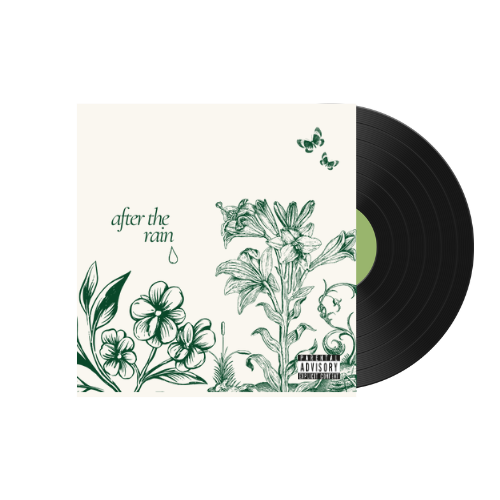 after the
rain
PARENTAL
ADVISORY
EXPLICIT CONTENT